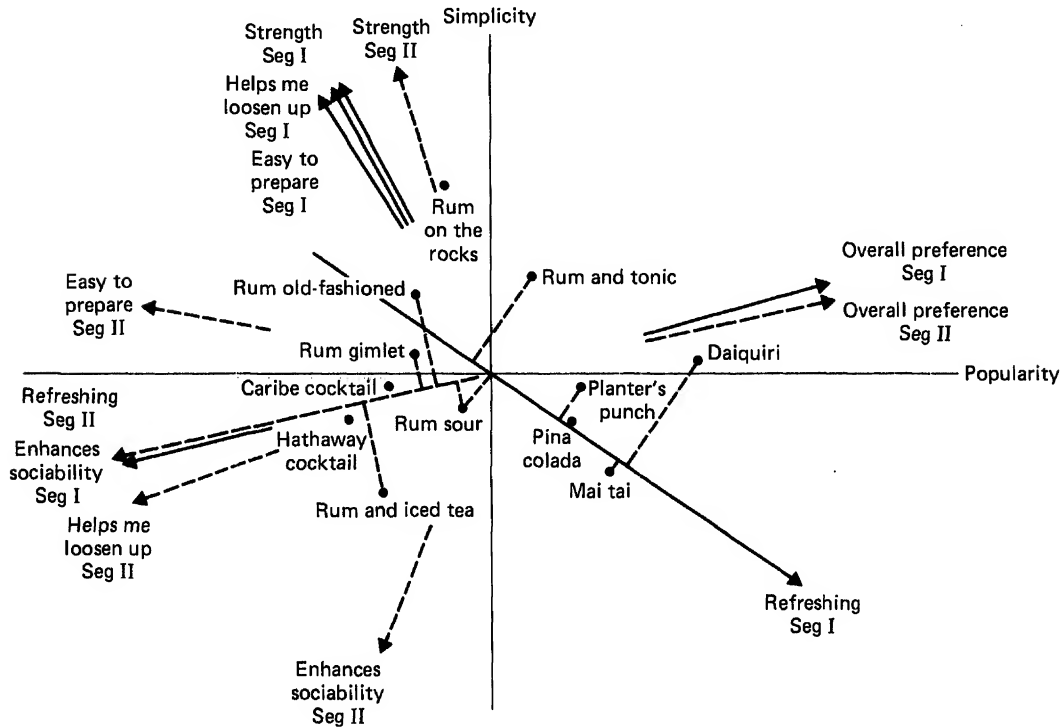 Simplicity
Strength
Seg I
Strength
Seg II
Helps me
loosen up
Seg I
Easy to
prepare
Seg I
Rum
on the
rocks
Overall preference
Seg I
Overall preference
Seg II
Easy to
prepare
Seg II
Rum old-fashioned
Rum and tonic
Rum gimlet
Daiquiri
Caribe cocktail
Popularity
Planter's
punch
Refreshing
Seg II
Rum sour
Pina
colada
Hathaway
cocktail
Enhances
sociability
Seg I
Mai tai
Rum and iced tea
Helps me
loosen up
Seg II
Refreshing
Seg I
Enhances
sociability
Seg II